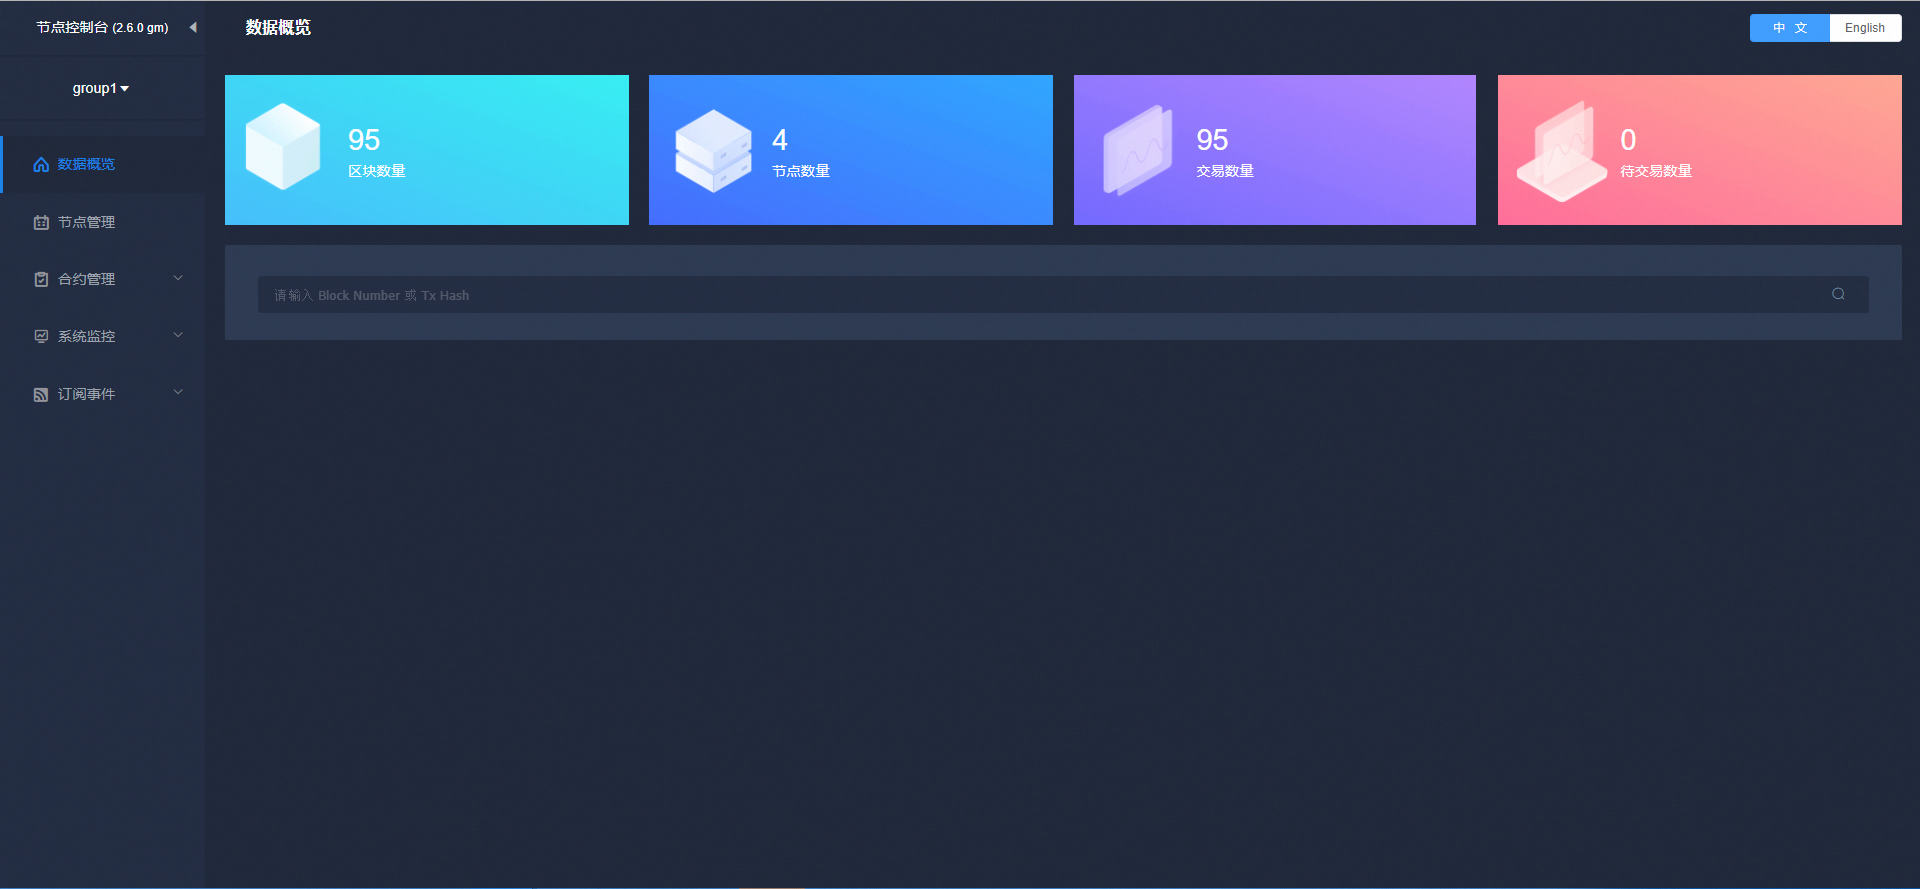 节点控制台 (2.6.0 gm)
group1
数据概览
节点管理
合约管理
系统监控
订阅事件
数据概览
中 文
English
95
区块数量
4
节点数量
95
交易数量
0
待交易数量
请输入 Block Number 或 Tx Hash